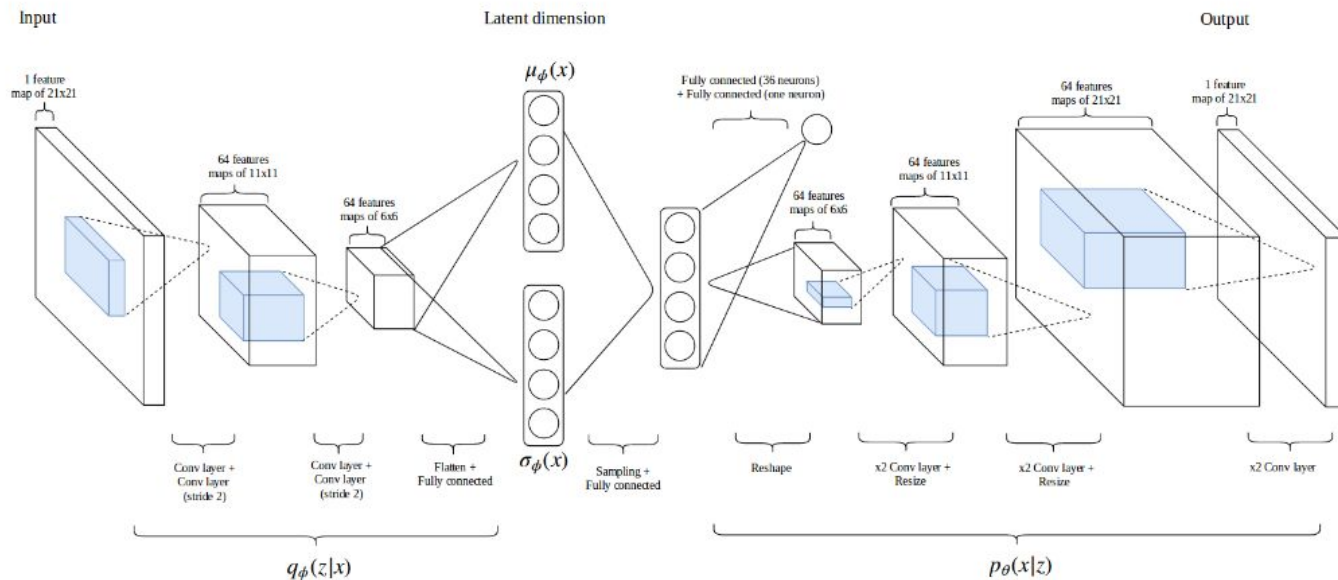 Input
Latent dimension
Output
1 feature
map of 21x21
64 features
maps of 11x11
64 features
maps of 6x6
μϕ(x)
σϕ(x)
Fully connected (36 neurons)
+ Fully connected (one neuron)
64 features
maps of 6x6
64 features
maps of 11x11
64 features
maps of 21x21
1 feature
map of 21x21
Conv layer +
Conv layer
(stride 2)
Conv layer +
Conv layer
(stride 2)
Flatten +
Fully connected
Sampling +
Fully connected
Reshape
x2 Conv layer +
Resize
x2 Conv layer +
Resize
x2 Conv layer
qϕ(z|x)
pθ(x|z)